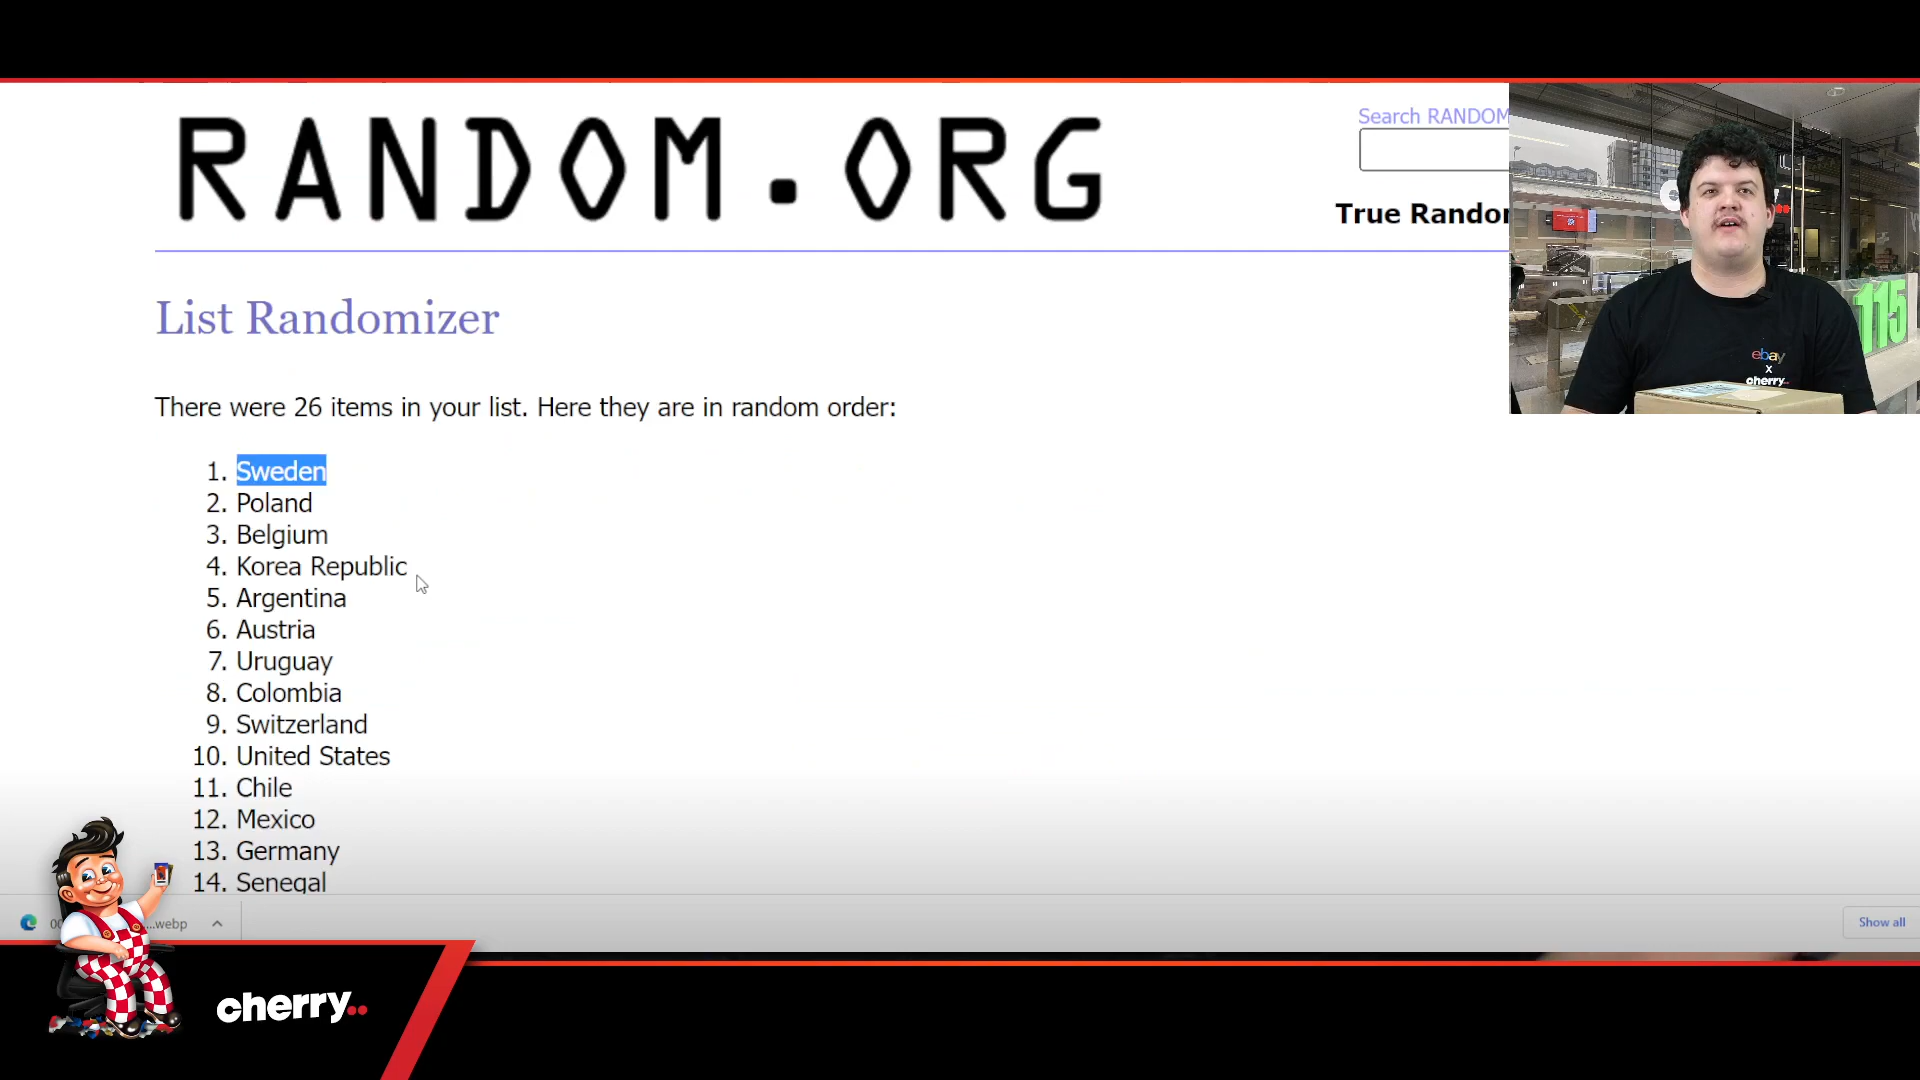 RANDOM.ORG
Search RANDOM
True Random
List Randomizer
There were 26 items in your list. Here they are in random order:
1. Sweden
2. Poland
3. Belgium
4. Korea Republic
5. Argentina
6. Austria
7. Uruguay
8. Colombia
9. Switzerland
10. United States
11. Chile
12. Mexico
13. Germany
14. Senegal
ebay
x
cherry
115
...webp
Show all
cherry..